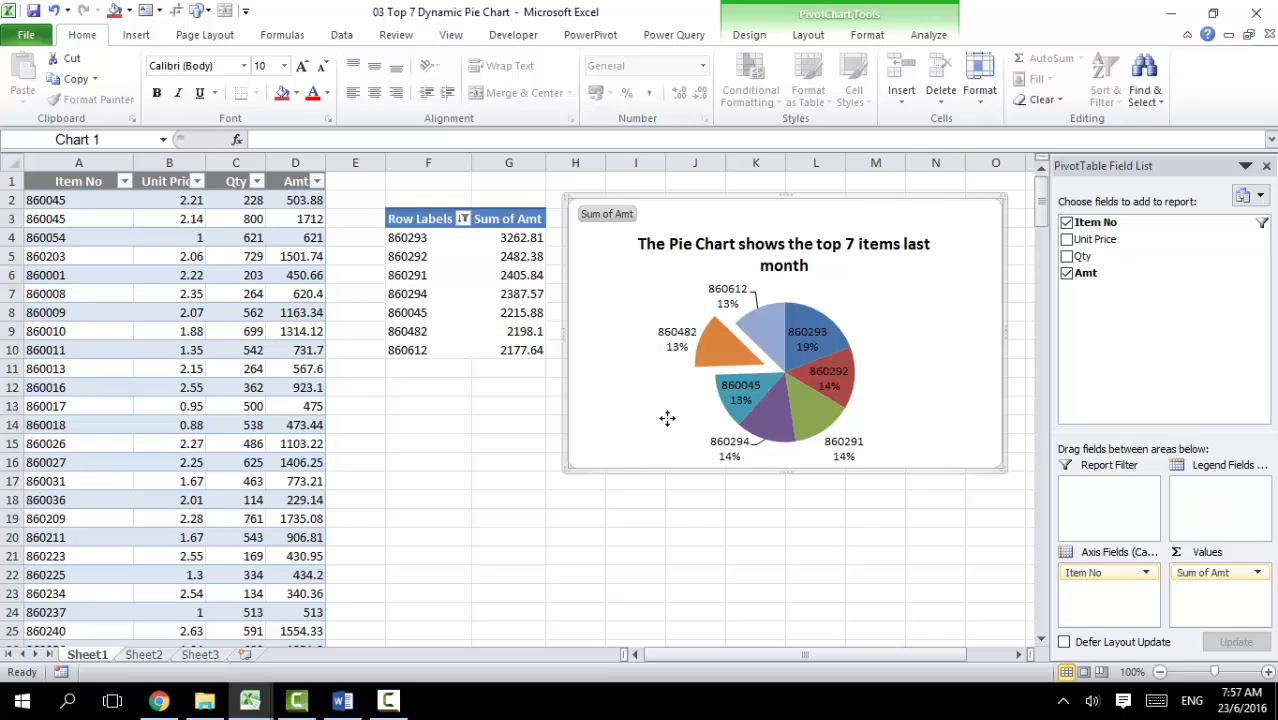 03 Top 7 Dynamic Pie Chart - Microsoft Excel
PivotChart Tools
File Home Insert Page Layout Formulas Data Review View Developer PowerPivot Power Query Design Layout Format Analyze
Paste
Cut
Copy
Format Painter
Clipboard
Calibri (Body) 10
B I U
Font
Wrap Text
Merge & Center
Alignment
General
Number
Conditional Formatting
Format as Table
Cell Styles
Styles
Insert Delete Format
Cells
AutoSum
Fill
Clear
Sort & Filter
Find & Select
Editing
Chart 1 fx
A B C D E F G H I J K L M N O
1 Item No Unit Pric Qty Amt
2 860045 2.21 228 503.88
3 860045 2.14 800 1712 Row Labels Sum of Amt
4 860054 1 621 621 860293 3262.81
5 860203 2.06 729 1501.74 860292 2482.38
6 860001 2.22 203 450.66 860291 2405.84
7 860008 2.35 264 620.4 860294 2387.57
8 860009 2.07 562 1163.34 860045 2215.88
9 860010 1.88 699 1314.12 860482 2198.1
10 860011 1.35 542 731.7 860612 2177.64
11 860013 2.15 264 567.6
12 860016 2.55 362 923.1
13 860017 0.95 500 475
14 860018 0.88 538 473.44
15 860026 2.27 486 1103.22
16 860027 2.25 625 1406.25
17 860031 1.67 463 773.21
18 860036 2.01 114 229.14
19 860209 2.28 761 1735.08
20 860211 1.67 543 906.81
21 860223 2.55 169 430.95
22 860225 1.3 334 434.2
23 860234 2.54 134 340.36
24 860237 1 513 513
25 860240 2.63 591 1554.33
Sum of Amt
The Pie Chart shows the top 7 items last
month
860612
13%
860482
13%
860293
19%
860292
14%
860045
13%
860294
14%
860291
14%
PivotTable Field List
Choose fields to add to report:
Item No
Unit Price
Qty
Amt
Drag fields between areas below:
Report Filter Legend Fields ...
Axis Fields (Ca... Σ Values
Item No Sum of Amt
Defer Layout Update Update
Sheet1 Sheet2 Sheet3
Ready 100%
ENG
7:57 AM
23/6/2016